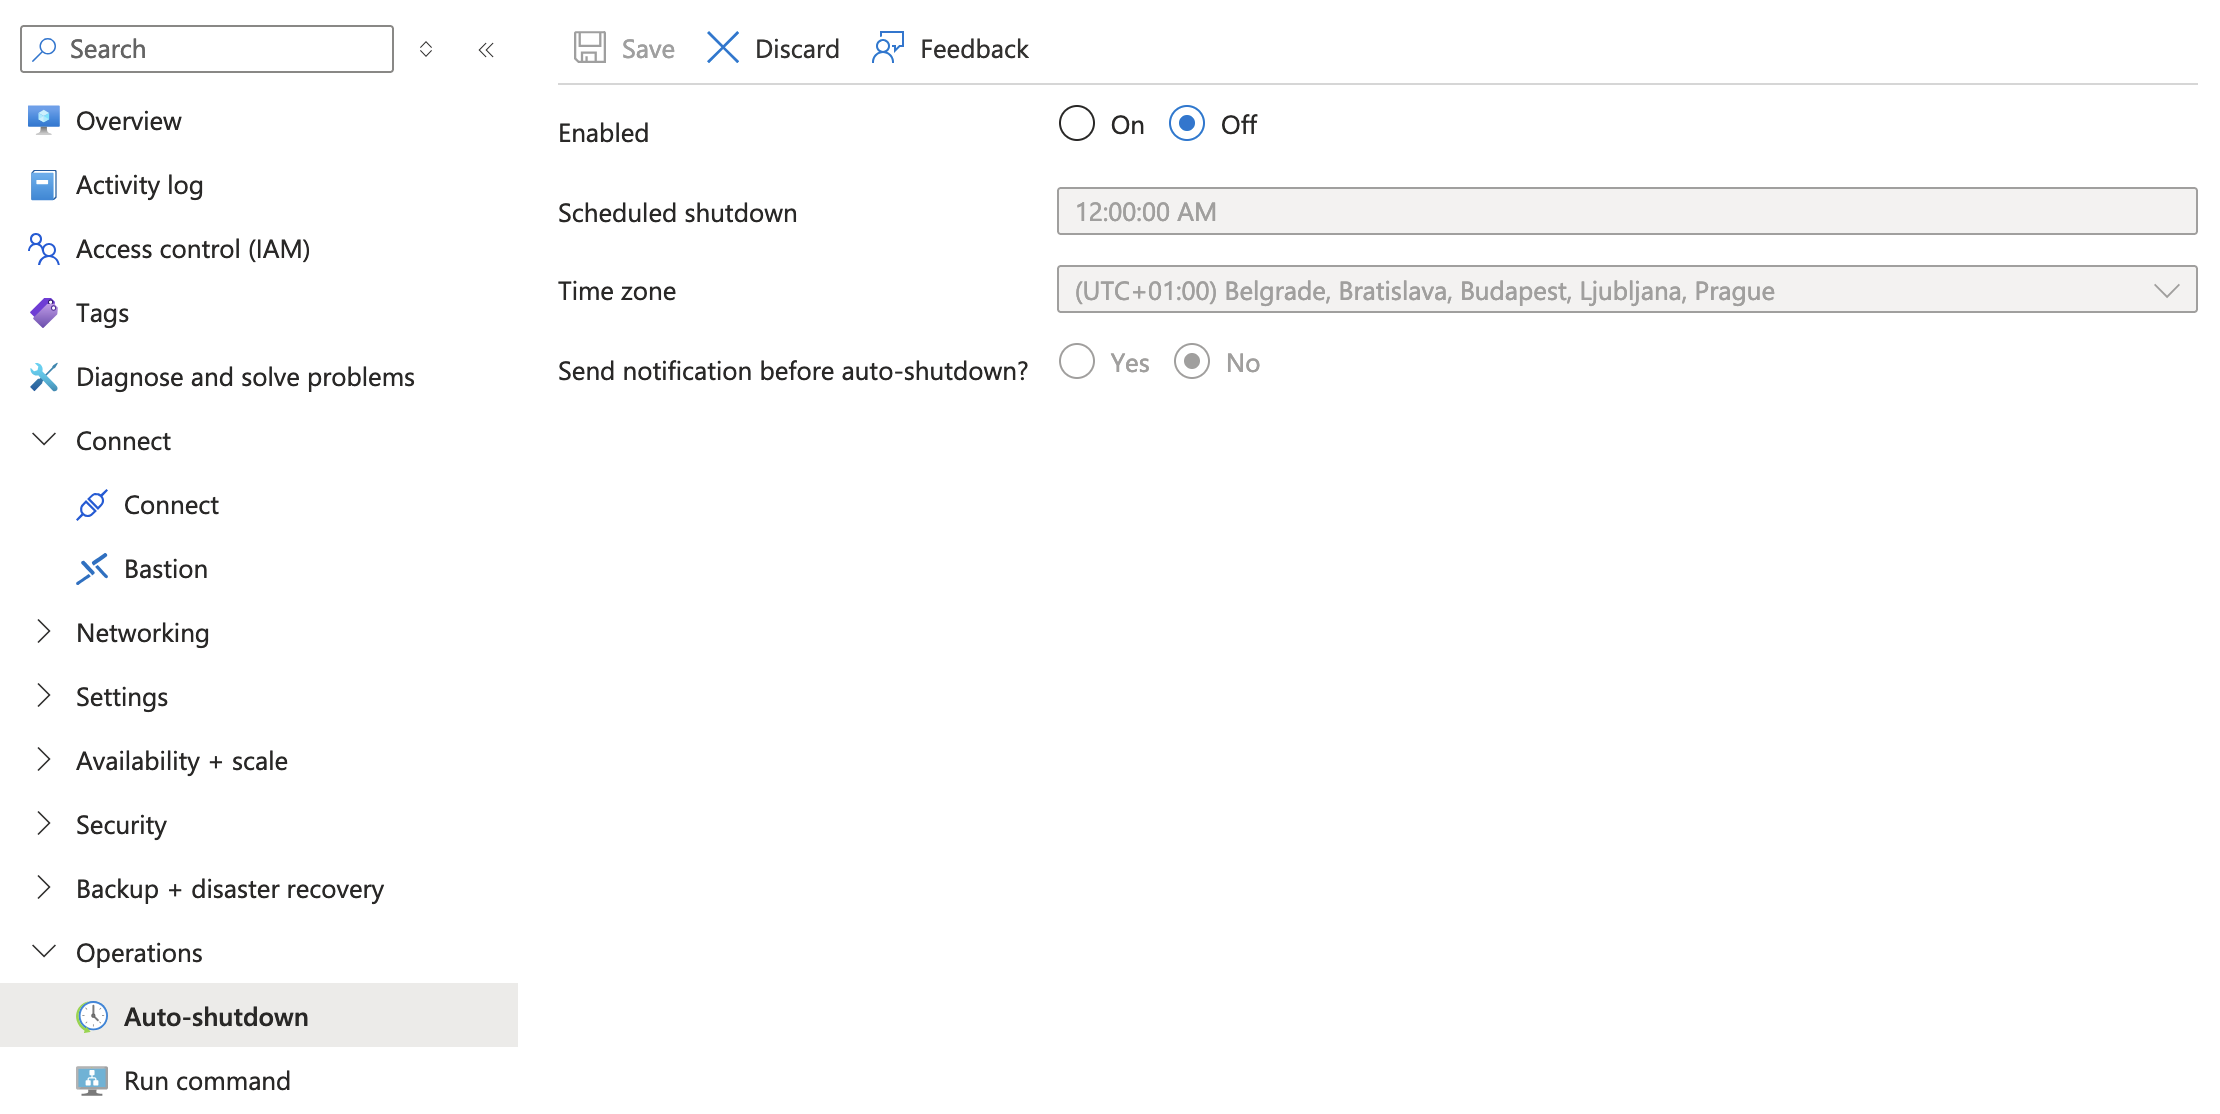 Search
Overview
Activity log
Access control (IAM)
Tags
Diagnose and solve problems
Connect
Connect
Bastion
Networking
Settings
Availability + scale
Security
Backup + disaster recovery
Operations
Auto-shutdown
Run command
Save Discard Feedback
Enabled On Off
Scheduled shutdown 12:00:00 AM
Time zone (UTC+01:00) Belgrade, Bratislava, Budapest, Ljubljana, Prague
Send notification before auto-shutdown? Yes No